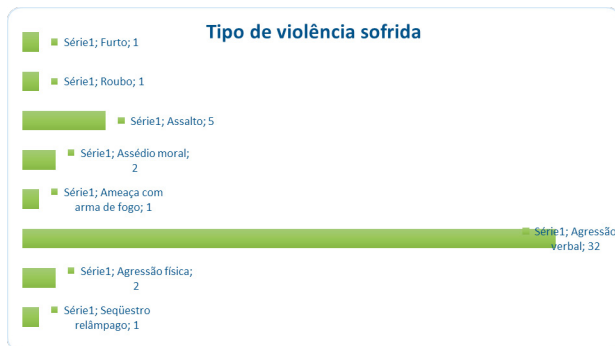 Tipo de violência sofrida
Série1; Furto; 1
Série1; Roubo; 1
Série1; Assalto; 5
Série1; Assédio moral;
2
Série1; Ameaça com
arma de fogo; 1
Série1; Agressão
verbal; 32
Série1; Agressão física;
2
Série1; Seqüestro
relâmpago; 1